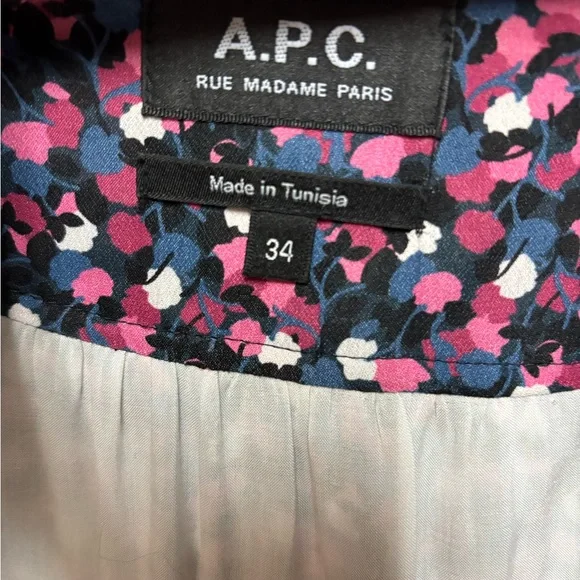 A.P.C.
RUE MADAME PARIS
Made in Tunisia
34